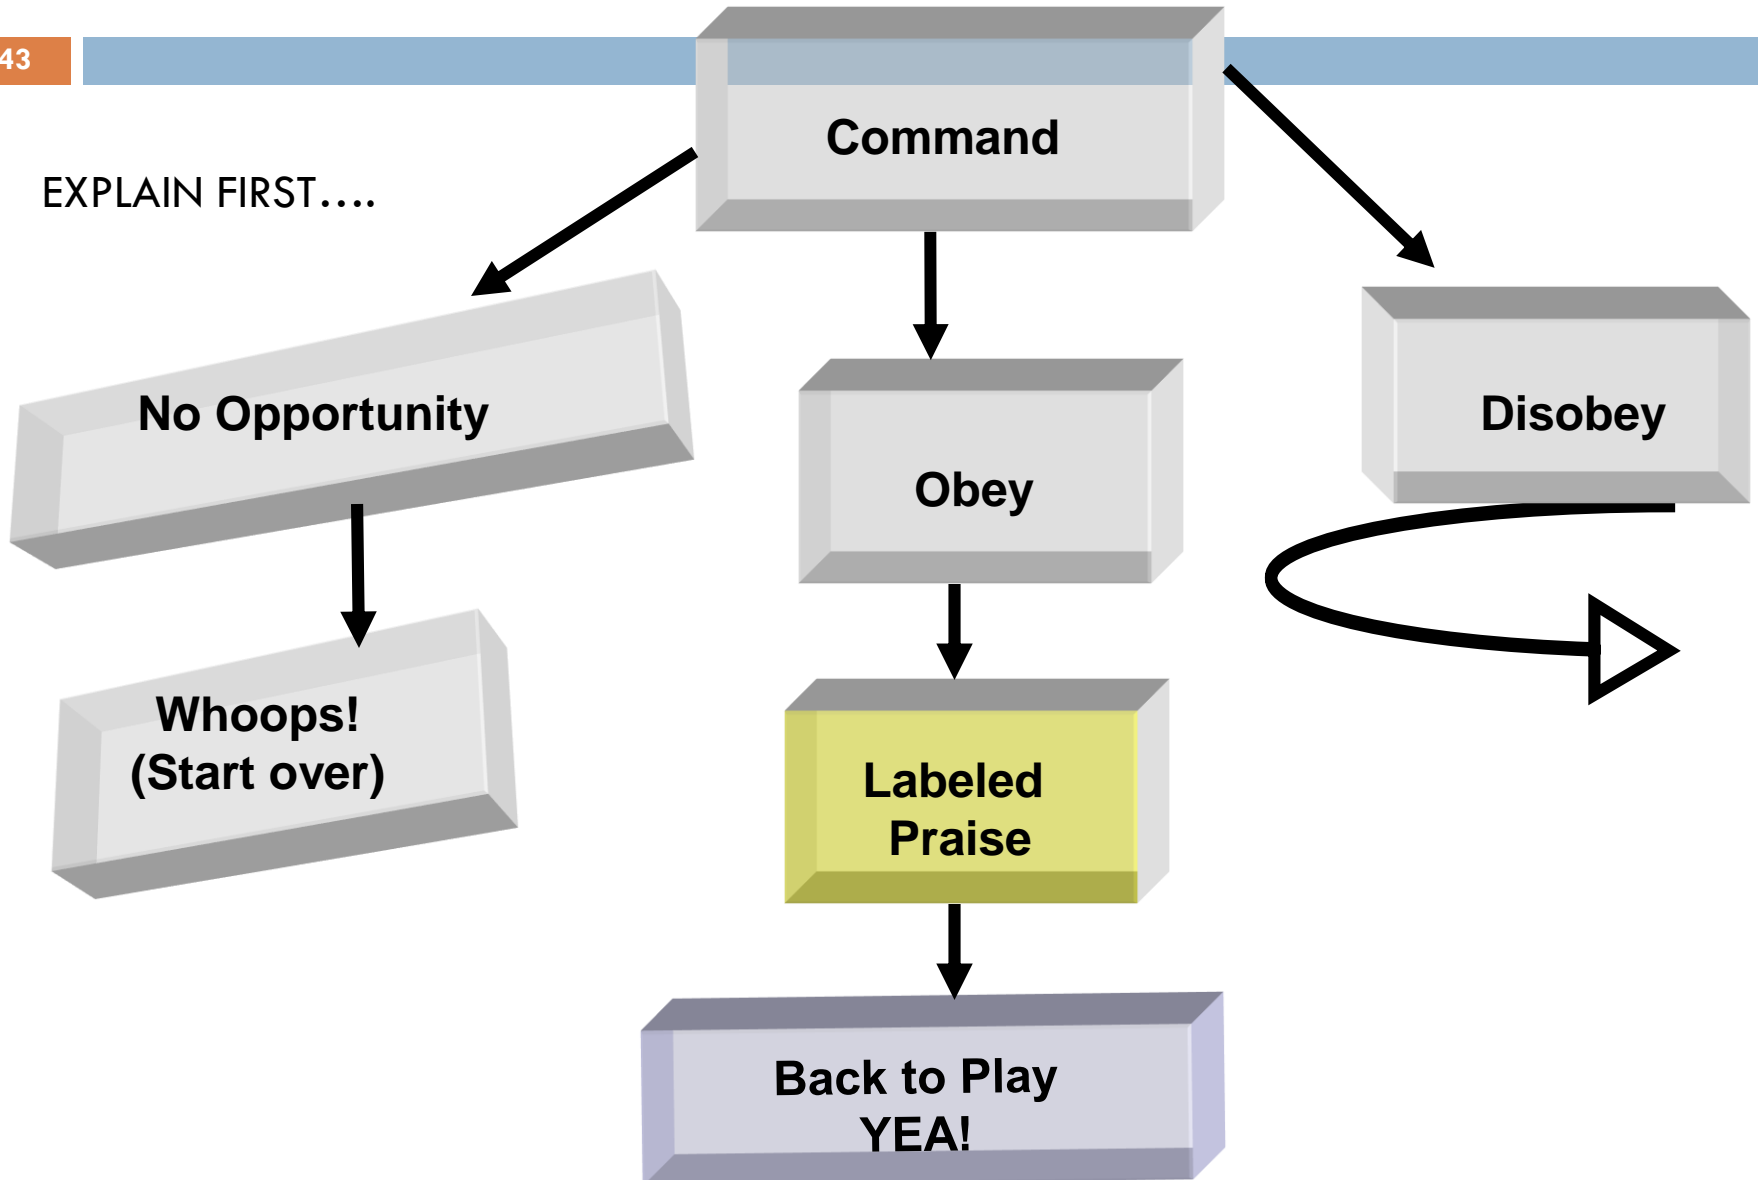 43
EXPLAIN FIRST....
Command
No Opportunity
Obey
Disobey
Whoops!
(Start over)
Labeled
Praise
Back to Play
YEA!